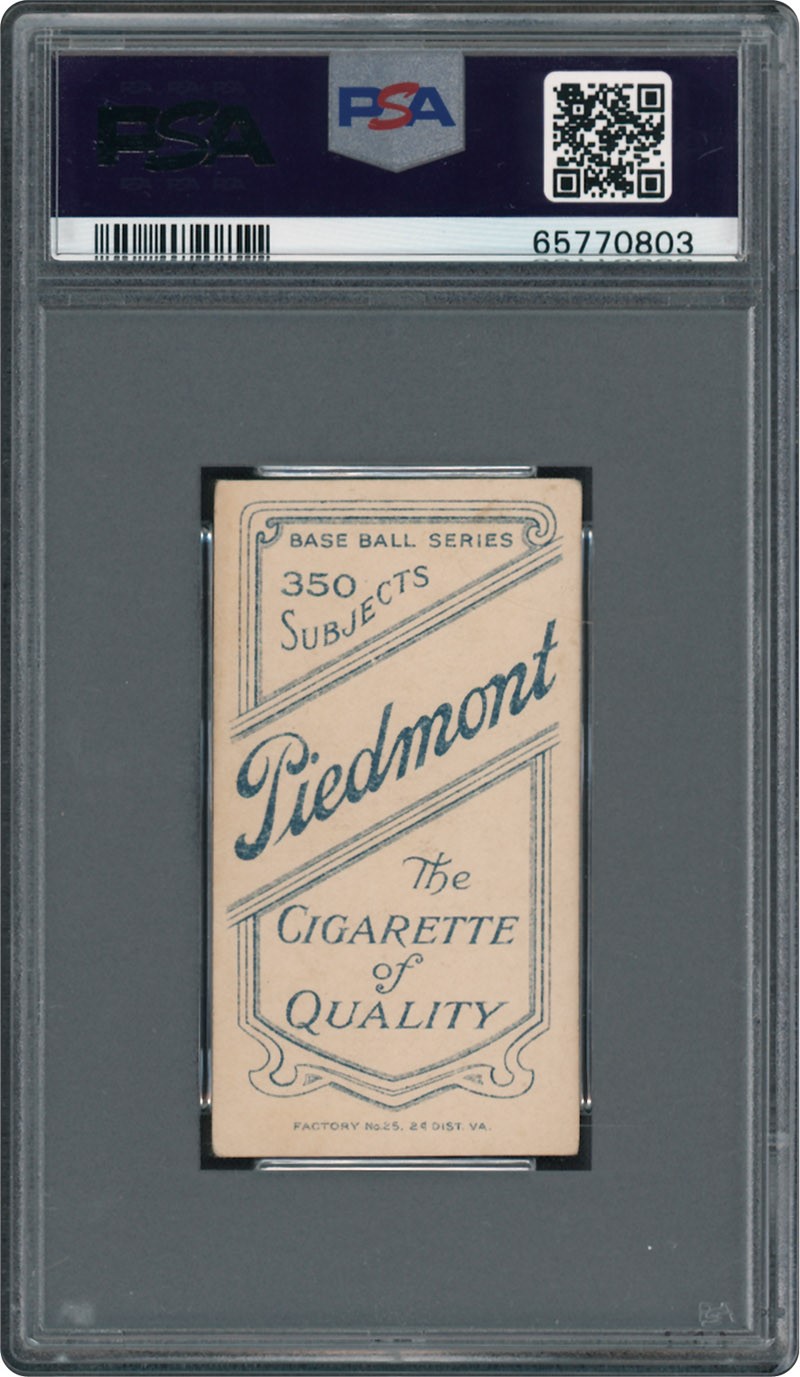 PSA
PSA
65770803
BASE BALL SERIES
350
SUBJECTS
Piedmont
The
CIGARETTE
of
QUALITY
FACTORY No.25, 2d DIST. VA.
PSA